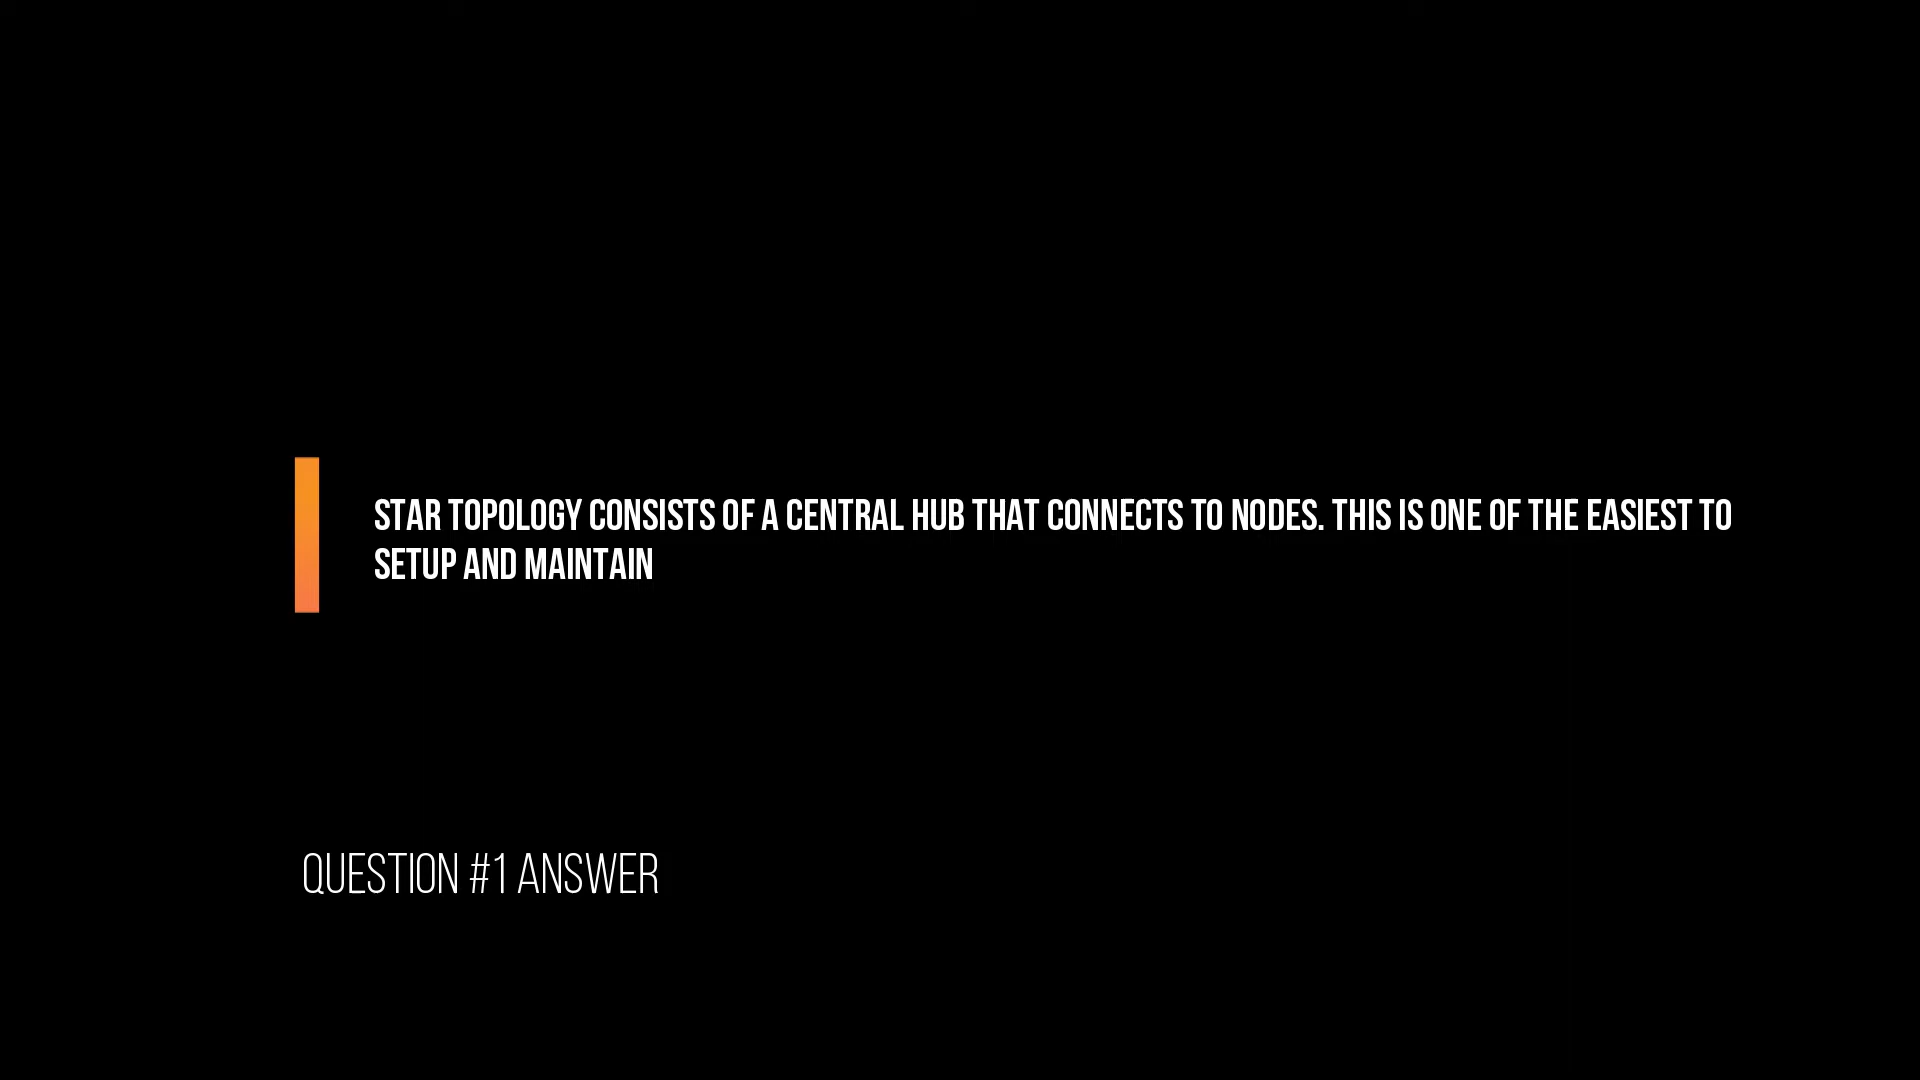 STAR TOPOLOGY CONSISTS OF A CENTRAL HUB THAT CONNECTS TO NODES. THIS IS ONE OF THE EASIEST TO
SETUP AND MAINTAIN
QUESTION #1 ANSWER